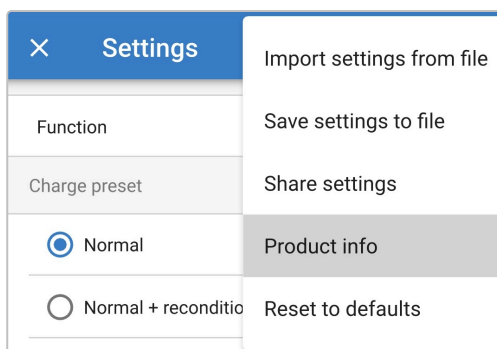 Settings
Import settings from file
Function
Save settings to file
Charge preset
Share settings
Normal
Product info
Normal + reconditio
Reset to defaults